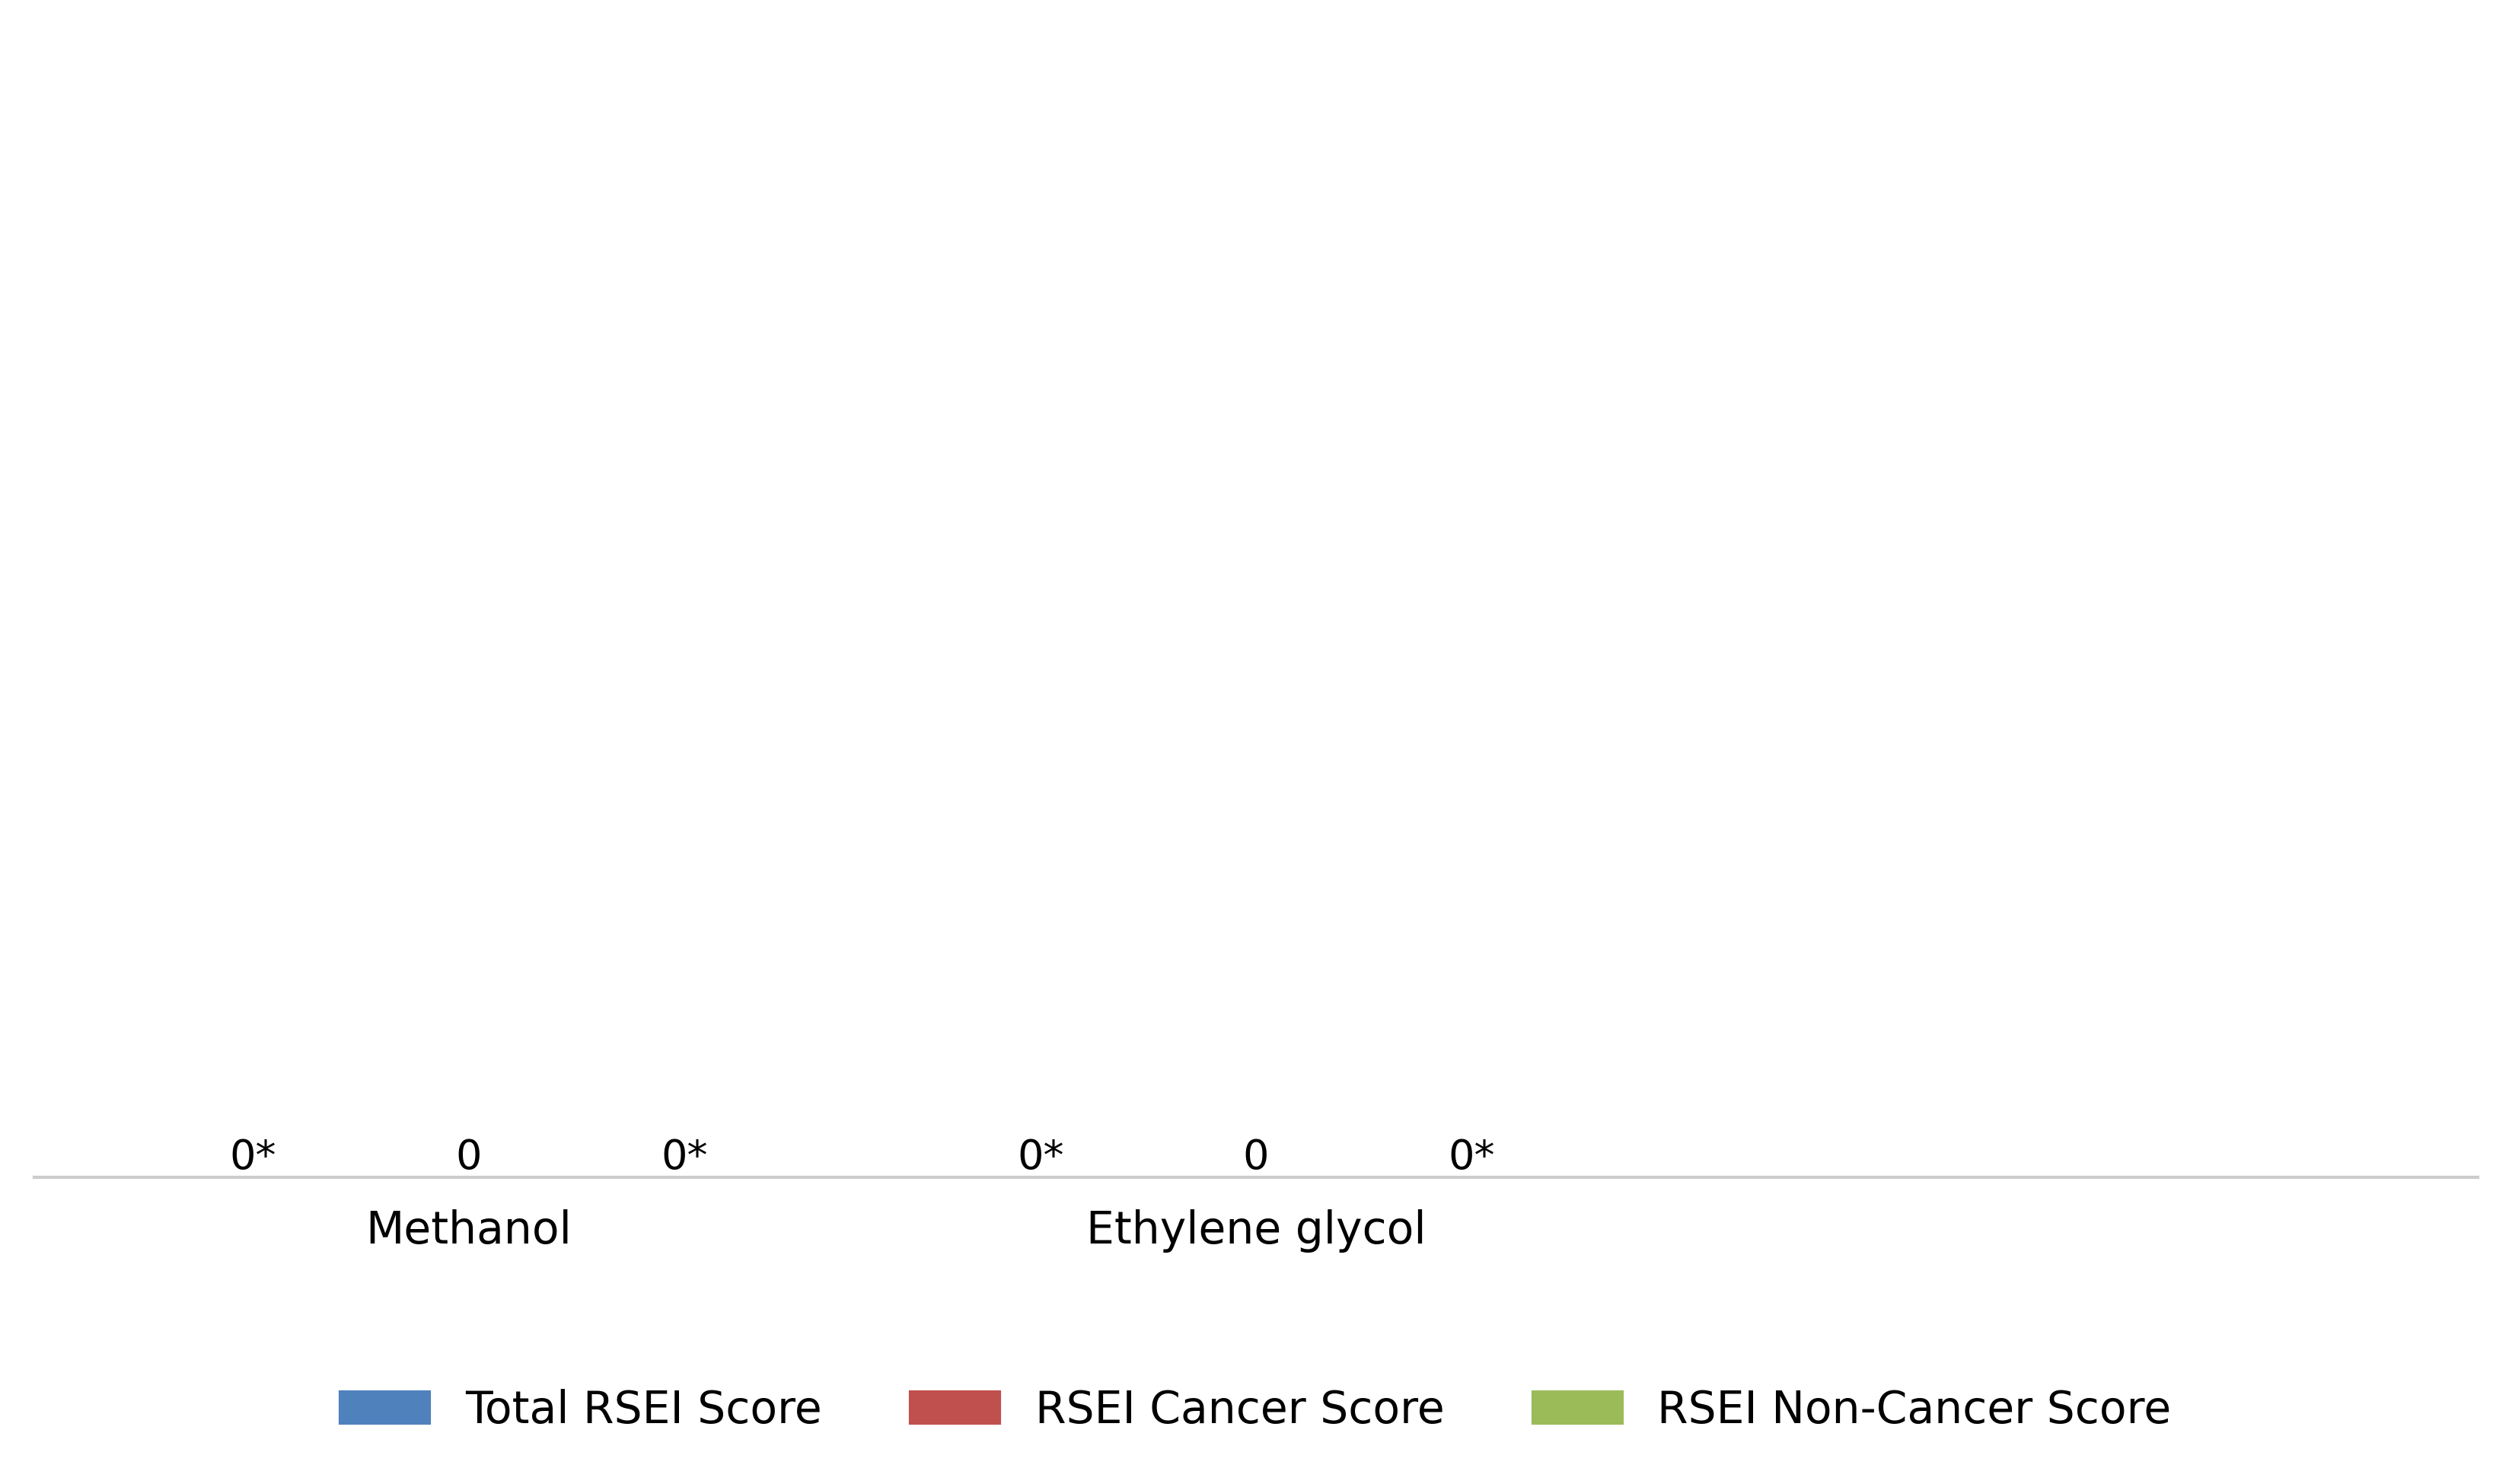 0* 0 0* 0* 0 0*
Methanol Ethylene glycol
Total RSEI Score RSEI Cancer Score RSEI Non-Cancer Score